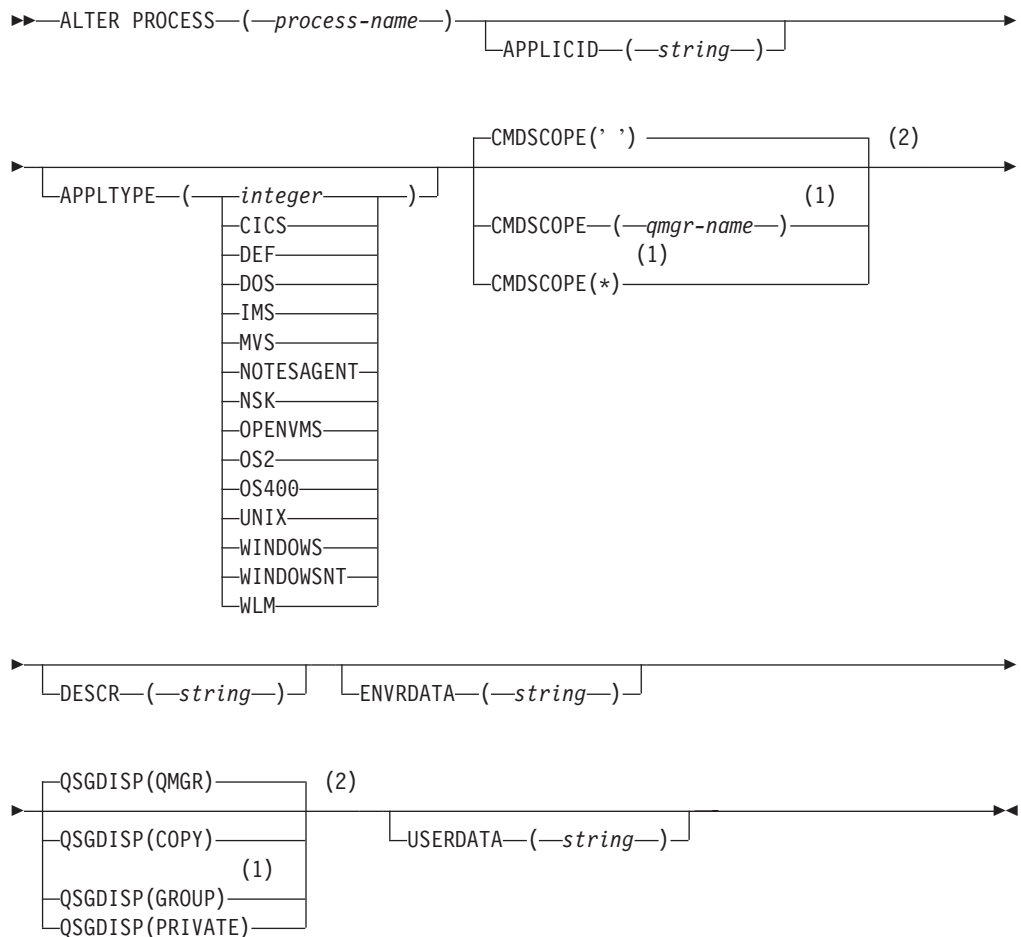 ALTER PROCESS ( process-name )
APPLICID ( string )
CMDSCOPE(' ') (2)
APPLTYPE ( integer ) (1)
CICS CMDSCOPE ( qmgr-name )
DEF (1)
DOS CMDSCOPE(*)
IMS
MVS
NOTESAGENT
NSK
OPENVMS
OS2
OS400
UNIX
WINDOWS
WINDOWSNT
WLM
DESCR ( string ) ENVRDATA ( string )
QSGDISP(QMGR) (2)
QSGDISP(COPY) USERDATA ( string )
(1)
QSGDISP(GROUP)
QSGDISP(PRIVATE)